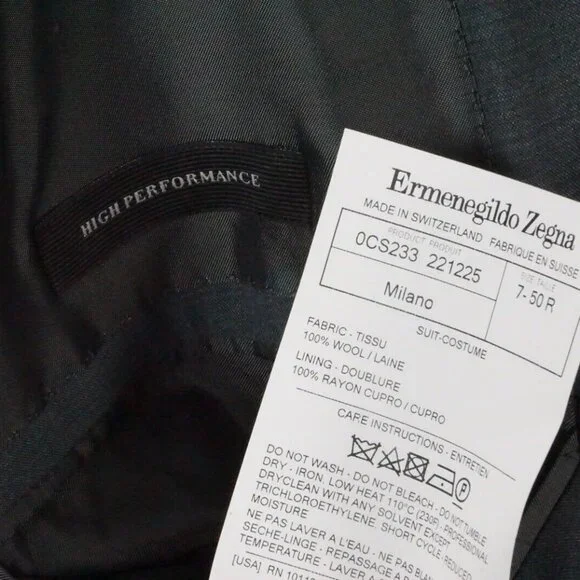 HIGH PERFORMANCE
Ermenegildo Zegna
MADE IN SWITZERLAND FABRIQUE EN SUISSE
PRODUCT PRODUIT
0CS233 221225
SIZE TAILLE
7-50 R
Milano
SUIT-COSTUME
FABRIC - TISSU
100% WOOL / LAINE
LINING - DOUBLURE
100% RAYON CUPRO / CUPRO
CARE INSTRUCTIONS - ENTRETIEN
DO NOT WASH - DO NOT BLEACH - DO NOT TUMBLE
DRY - IRON, LOW HEAT 110°C (230F) - PROFESSIONAL
DRYCLEAN WITH ANY SOLVENT EXCEPT
TRICHLOROETHYLENE, SHORT CYCLE, REDUCED
MOISTURE
NE PAS LAVER A L'EAU - NE PAS
SECHE-LINGE - REPASSAGE A
TEMPERATURE - LAVER
[USA] RN